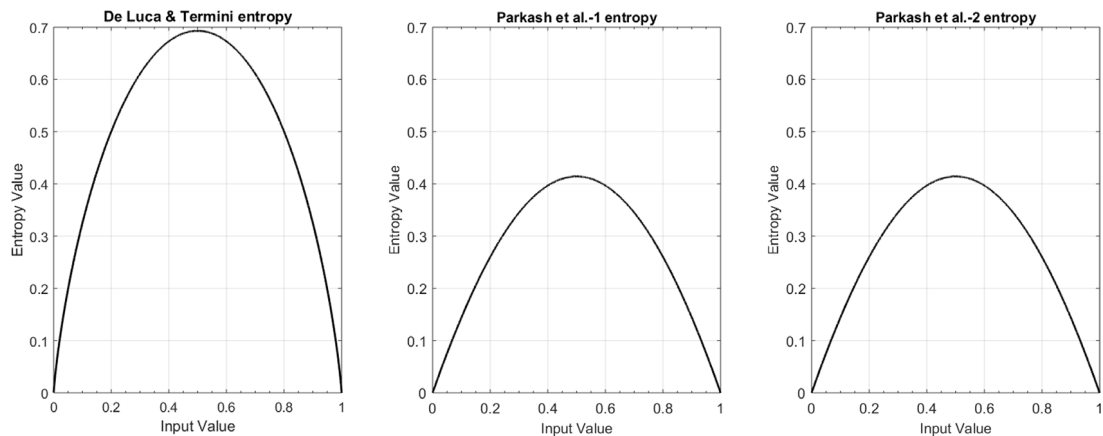 De Luca & Termini entropy
0.7
0.6
0.5
0.4
0.3
0.2
0.1
0
Entropy Value
0 0.2 0.4 0.6 0.8 1
Input Value
Parkash et al.-1 entropy
0.7
0.6
0.5
0.4
0.3
0.2
0.1
0
Entropy Value
0 0.2 0.4 0.6 0.8 1
Input Value
Parkash et al.-2 entropy
0.7
0.6
0.5
0.4
0.3
0.2
0.1
0
Entropy Value
0 0.2 0.4 0.6 0.8 1
Input Value